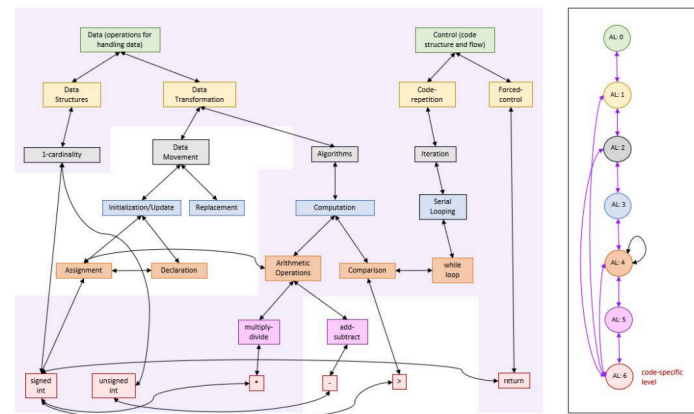 Data (operations for
handling data)
Control (code
structure and flow)
Data
Structures
Data
Transformation
Code-
repetition
Forced-
control
1-cardinality
Data
Movement
Algorithms
Iteration
Initialization/Update
Replacement
Computation
Serial
Looping
Assignment
Declaration
Arithmetic
Operations
Comparison
while
loop
multiply-
divide
add-
subtract
signed
int
unsigned
int
*
-
>
return
AL: 0
AL: 1
AL: 2
AL: 3
AL: 4
AL: 5
AL: 6
code-specific
level